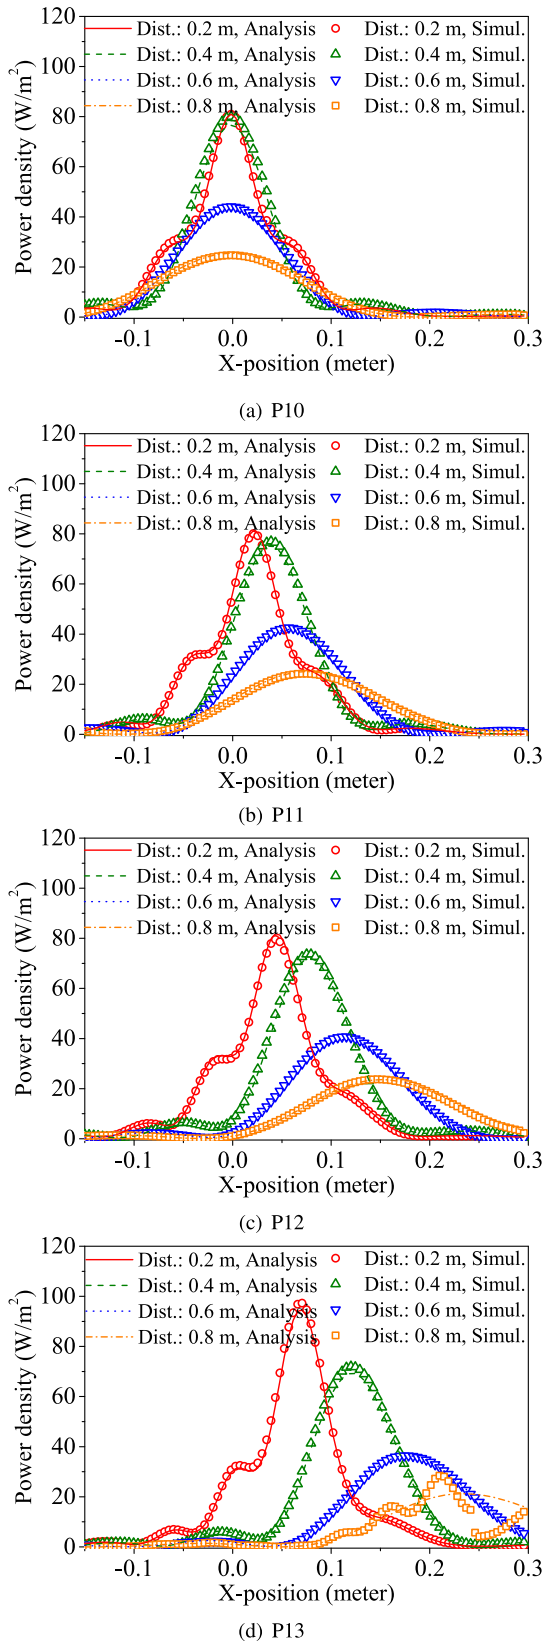 Dist.: 0.2 m, Analysis Dist.: 0.2 m, Simul.
Dist.: 0.4 m, Analysis Dist.: 0.4 m, Simul.
Dist.: 0.6 m, Analysis Dist.: 0.6 m, Simul.
Dist.: 0.8 m, Analysis Dist.: 0.8 m, Simul.
Power density (W/m²)
120
100
80
60
40
20
0
-0.1 0.0 0.1 0.2 0.3
X-position (meter)
(a) P10
Dist.: 0.2 m, Analysis Dist.: 0.2 m, Simul.
Dist.: 0.4 m, Analysis Dist.: 0.4 m, Simul.
Dist.: 0.6 m, Analysis Dist.: 0.6 m, Simul.
Dist.: 0.8 m, Analysis Dist.: 0.8 m, Simul.
Power density (W/m²)
120
100
80
60
40
20
0
-0.1 0.0 0.1 0.2 0.3
X-position (meter)
(b) P11
Dist.: 0.2 m, Analysis Dist.: 0.2 m, Simul.
Dist.: 0.4 m, Analysis Dist.: 0.4 m, Simul.
Dist.: 0.6 m, Analysis Dist.: 0.6 m, Simul.
Dist.: 0.8 m, Analysis Dist.: 0.8 m, Simul.
Power density (W/m²)
120
100
80
60
40
20
0
-0.1 0.0 0.1 0.2 0.3
X-position (meter)
(c) P12
Dist.: 0.2 m, Analysis Dist.: 0.2 m, Simul.
Dist.: 0.4 m, Analysis Dist.: 0.4 m, Simul.
Dist.: 0.6 m, Analysis Dist.: 0.6 m, Simul.
Dist.: 0.8 m, Analysis Dist.: 0.8 m, Simul.
Power density (W/m²)
120
100
80
60
40
20
0
-0.1 0.0 0.1 0.2 0.3
X-position (meter)
(d) P13